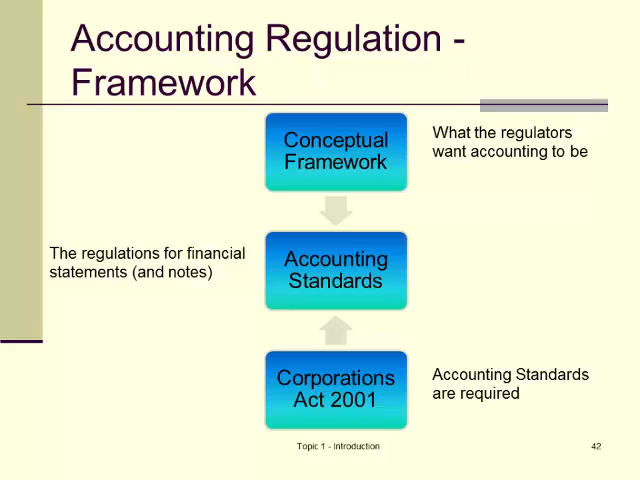 Accounting Regulation -
Framework
Conceptual
Framework
What the regulators
want accounting to be
The regulations for financial
statements (and notes)
Accounting
Standards
Corporations
Act 2001
Accounting Standards
are required
Topic 1 - Introduction
42